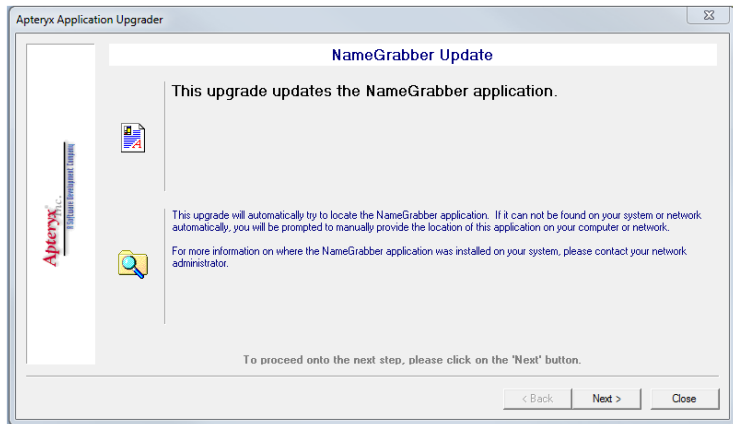 Apteryx Application Upgrader
NameGrabber Update
This upgrade updates the NameGrabber application.
Apteryx Inc.
A Software Development Company
This upgrade will automatically try to locate the NameGrabber application. If it can not be found on your system or network
automatically, you will be prompted to manually provide the location of this application on your computer or network.
For more information on where the NameGrabber application was installed on your system, please contact your network
administrator.
To proceed onto the next step, please click on the 'Next' button.
< Back
Next >
Close